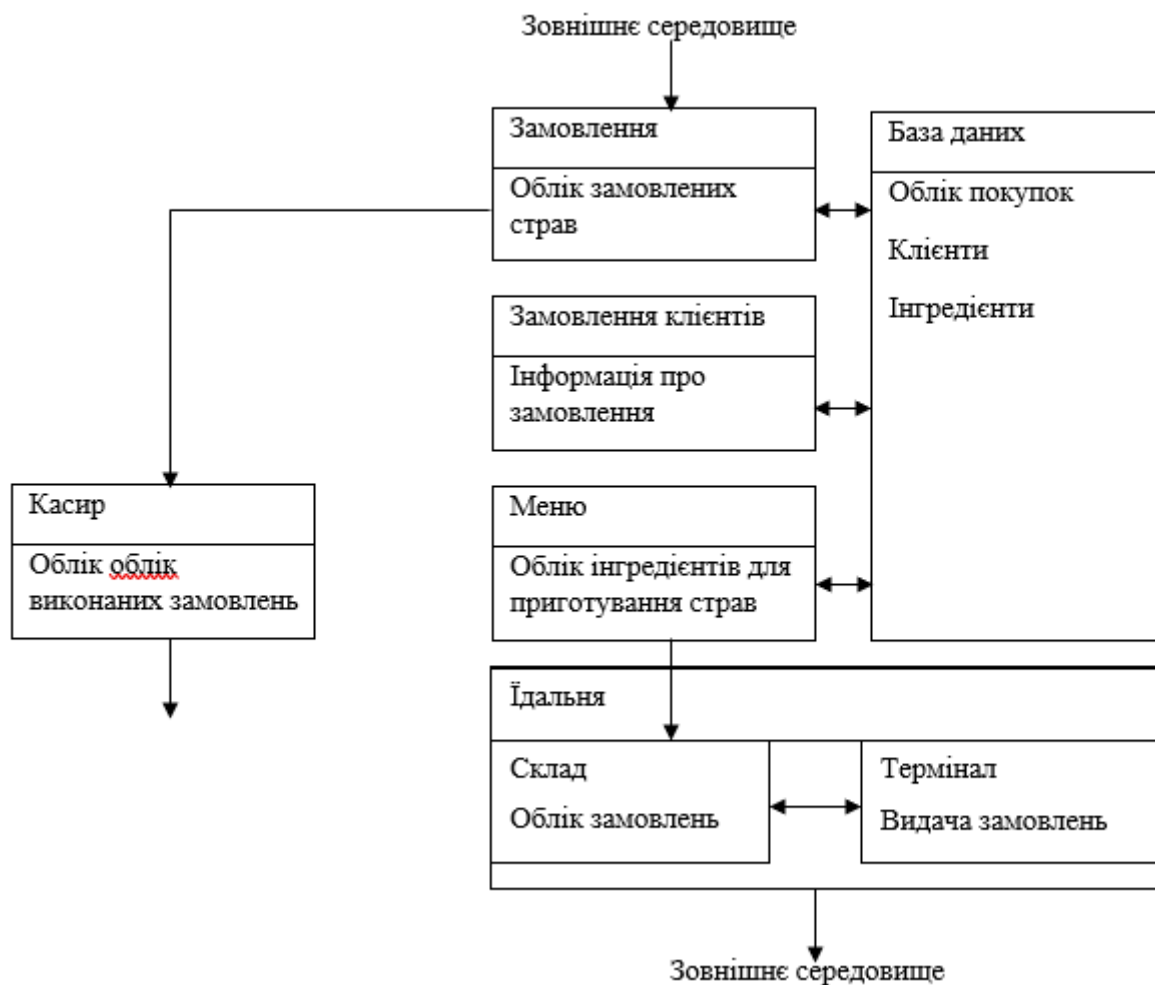 Зовнішнє середовище
Замовлення
Облік замовлених
страв
База даних
Облік покупок
Клієнти
Інгредієнти
Замовлення клієнтів
Інформація про
замовлення
Касир
Облік облік
виконаних замовлень
Меню
Облік інгредієнтів для
приготування страв
Їдальня
Склад
Облік замовлень
Термінал
Видача замовлень
Зовнішнє середовище